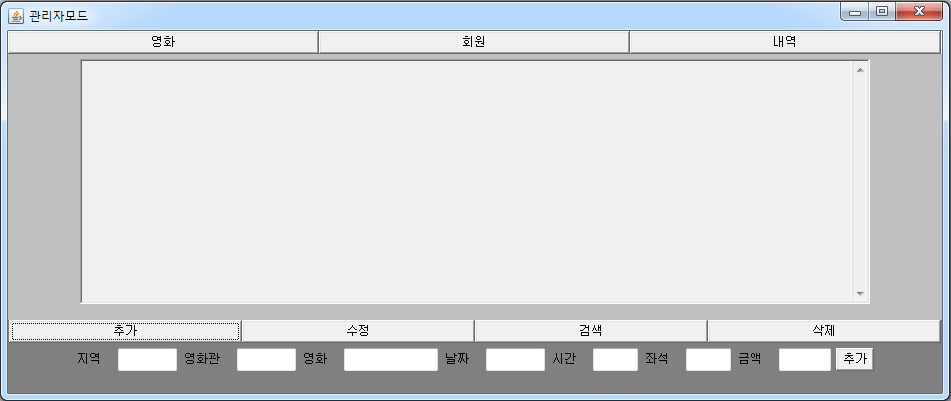 관리자모드
영화 회원 내역
추가 수정 검색 삭제
지역 영화관 영화 날짜 시간 좌석 금액 추가